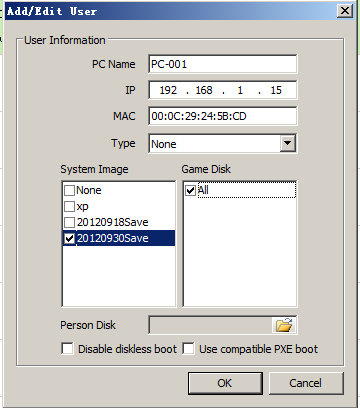 Add/Edit User
User Information
PC Name PC-001
IP 192 . 168 . 1 . 15
MAC 00:0C:29:24:5B:CD
Type None
System Image Game Disk
None All
xp
20120918Save
20120930Save
Person Disk
Disable diskless boot Use compatible PXE boot
OK Cancel